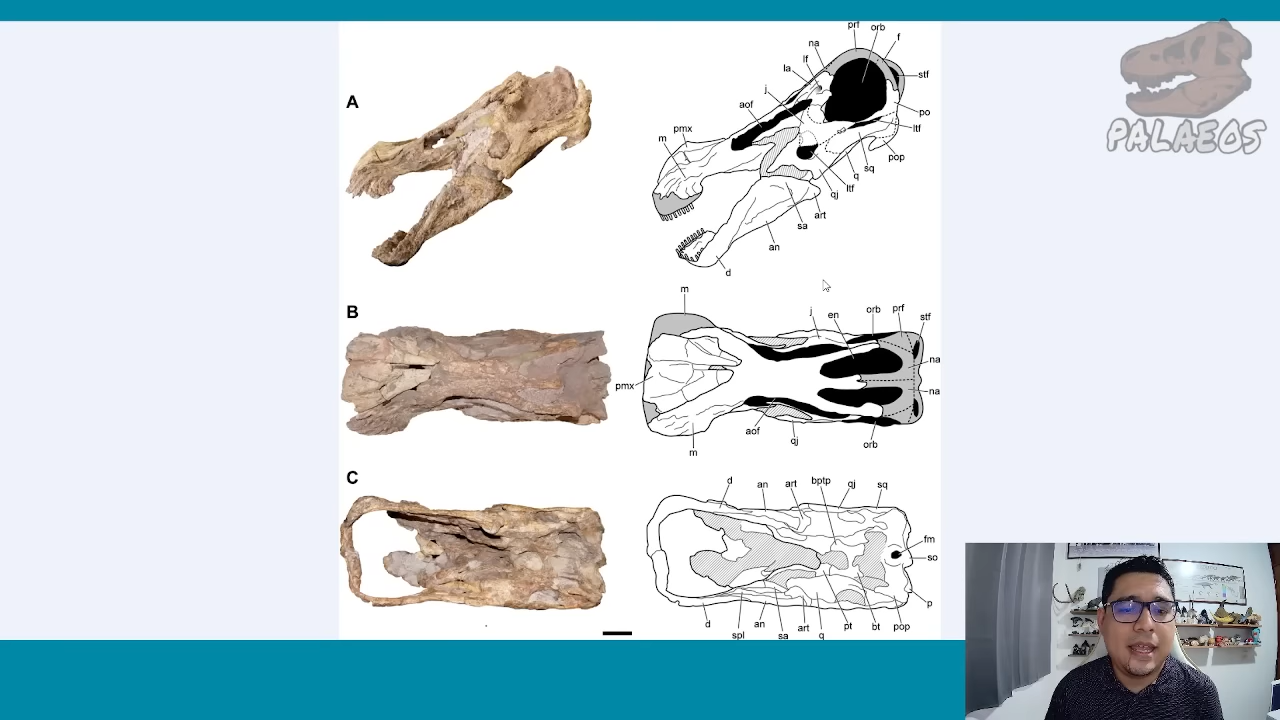 PALAEOS
A
prf
orb
na
f
lf
la
stf
j
aof
po
pmx
ltf
m
pop
sq
q
ltf
qj
art
sa
an
d
B
m
j
en
orb
prf
stf
na
pmx
na
aof
qj
orb
m
C
d
an
art
bptp
qj
sq
fm
so
p
d
spl
an
sa
art
q
pt
bt
pop